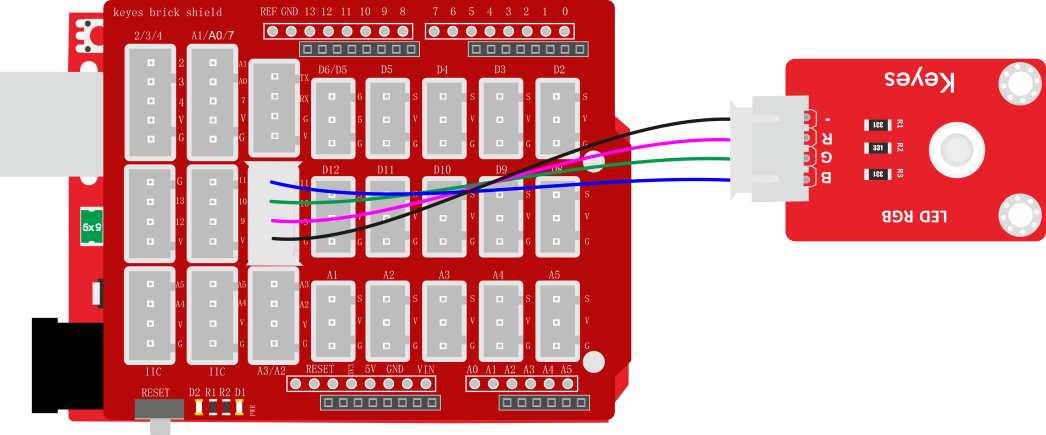 keyes brick shield
REF GND 13 12 11 10 9 8
7 6 5 4 3 2 1 0
2/3/4
A1/A0/7
2
3
4
V
G
A1
A0
7
V
G
TX
RX
G
V
D6/D5
D5
D4
D3
D2
6
5
V
G
S
V
G
S
V
G
S
V
G
S
V
G
G
13
12
V
11
10
9
V
11
10
9
G
D12
D11
D10
D9
S
V
G
S
V
G
S
V
G
S
V
G
S
V
G
A5
A4
V
G
A5
A4
V
G
A3
A2
V
G
A1
A2
A3
A4
A5
S
V
G
S
V
G
S
V
G
S
V
G
S
V
G
IIC
IIC
A3/A2
RESET 3V3 5V GND VIN
A0 A1 A2 A3 A4 A5
RESET
D2 R1 R2 D1
PWR
5x9
Keyes
-
R
G
B
331
R1
331
R2
331
R3
LED RGB